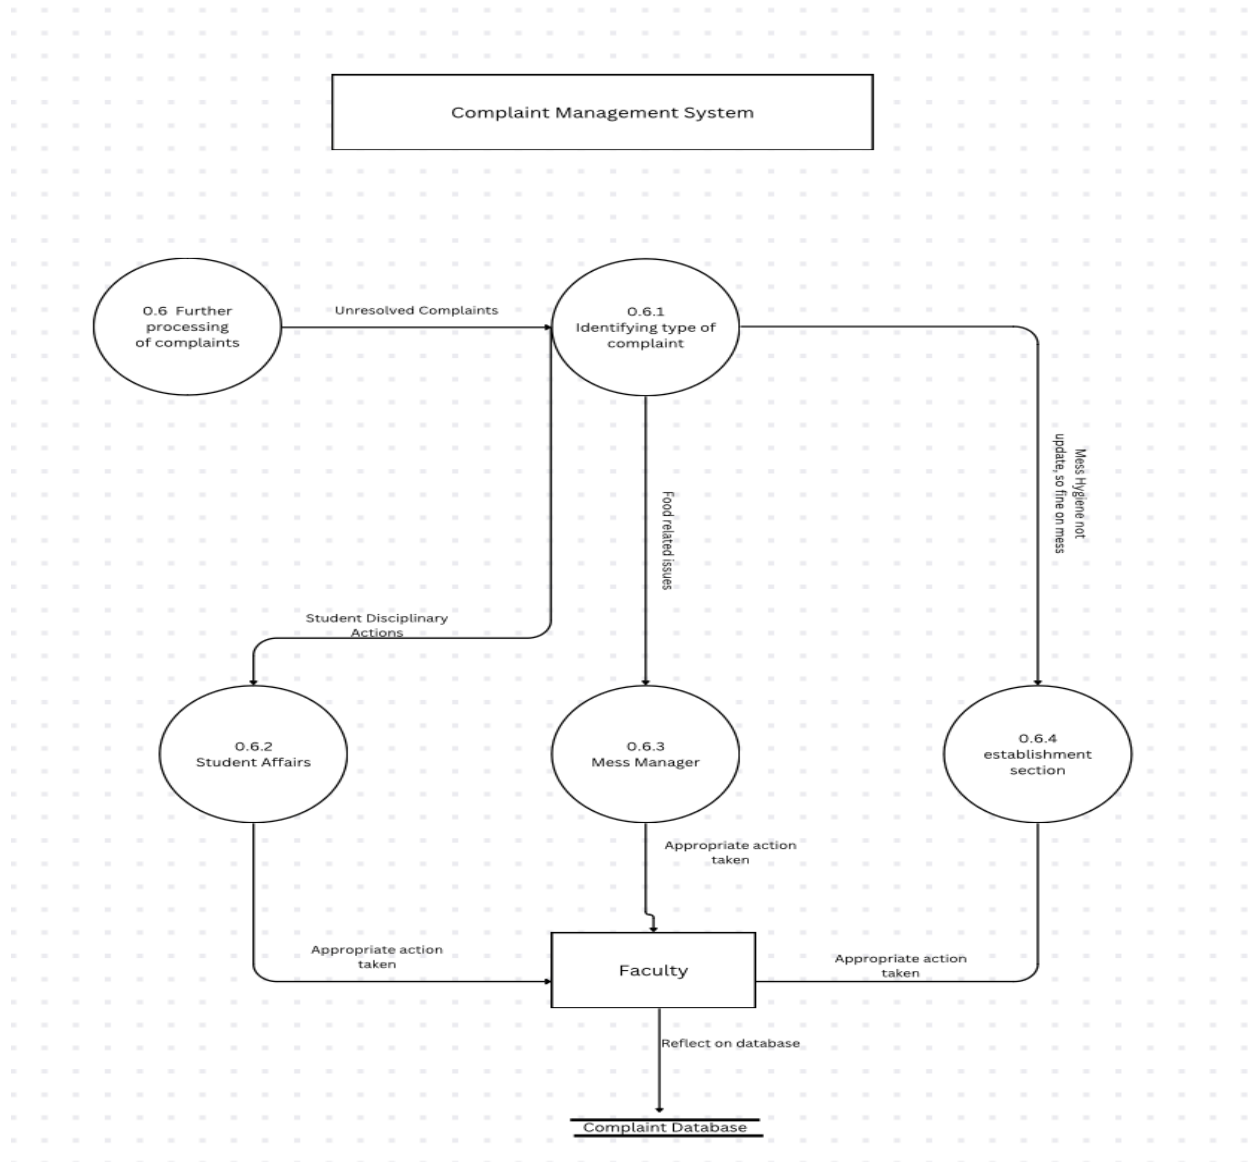 Complaint Management System
0.6 Further
processing
of complaints
Unresolved Complaints
0.6.1
Identifying type of
complaint
Mess Hygiene not
update, so fine on mess
Food related issues
Student Disciplinary
Actions
0.6.2
Student Affairs
0.6.3
Mess Manager
0.6.4
establishment
section
Appropriate action
taken
Appropriate action
taken
Faculty
Appropriate action
taken
Reflect on database
Complaint Database